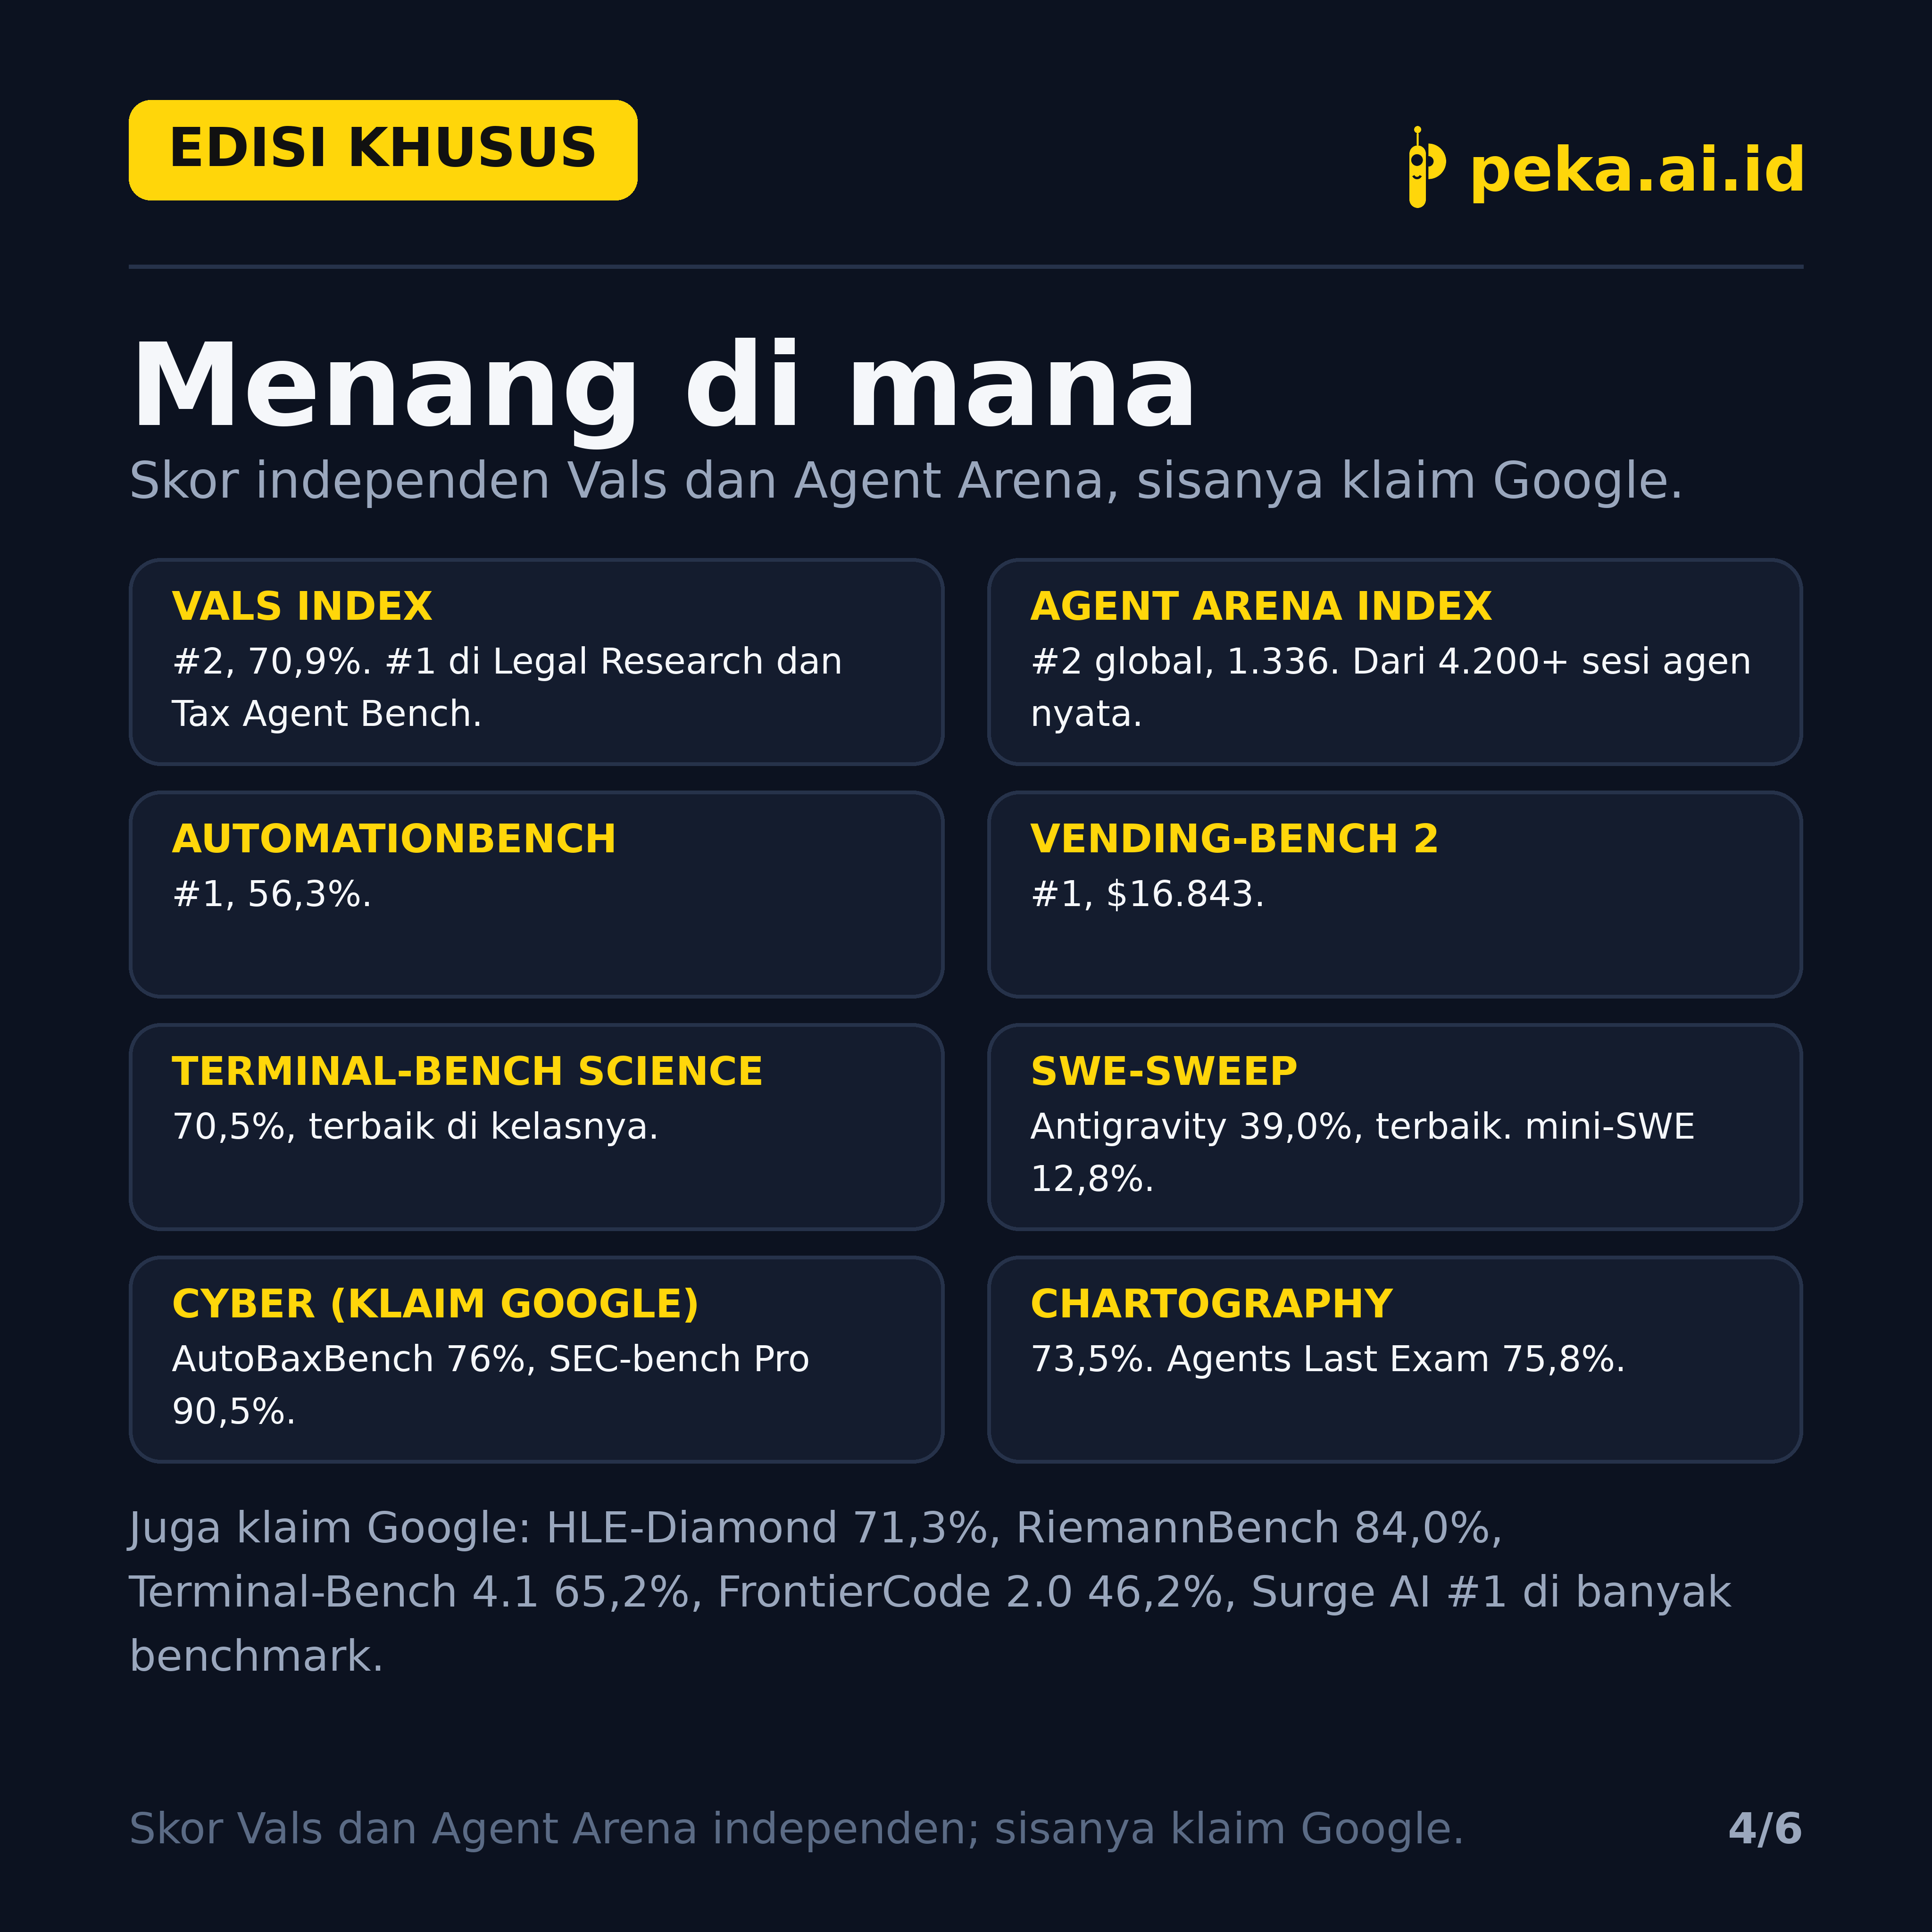 EDISI KHUSUS
peka.ai.id
Menang di mana
Skor independen Vals dan Agent Arena, sisanya klaim Google.
VALS INDEX
#2, 70,9%. #1 di Legal Research dan
Tax Agent Bench.
AGENT ARENA INDEX
#2 global, 1.336. Dari 4.200+ sesi agen
nyata.
AUTOMATIONBENCH
#1, 56,3%.
VENDING-BENCH 2
#1, $16.843.
TERMINAL-BENCH SCIENCE
70,5%, terbaik di kelasnya.
SWE-SWEEP
Antigravity 39,0%, terbaik. mini-SWE
12,8%.
CYBER (KLAIM GOOGLE)
AutoBaxBench 76%, SEC-bench Pro
90,5%.
CHARTOGRAPHY
73,5%. Agents Last Exam 75,8%.
Juga klaim Google: HLE-Diamond 71,3%, RiemannBench 84,0%,
Terminal-Bench 4.1 65,2%, FrontierCode 2.0 46,2%, Surge AI #1 di banyak
benchmark.
Skor Vals dan Agent Arena independen; sisanya klaim Google.
4/6